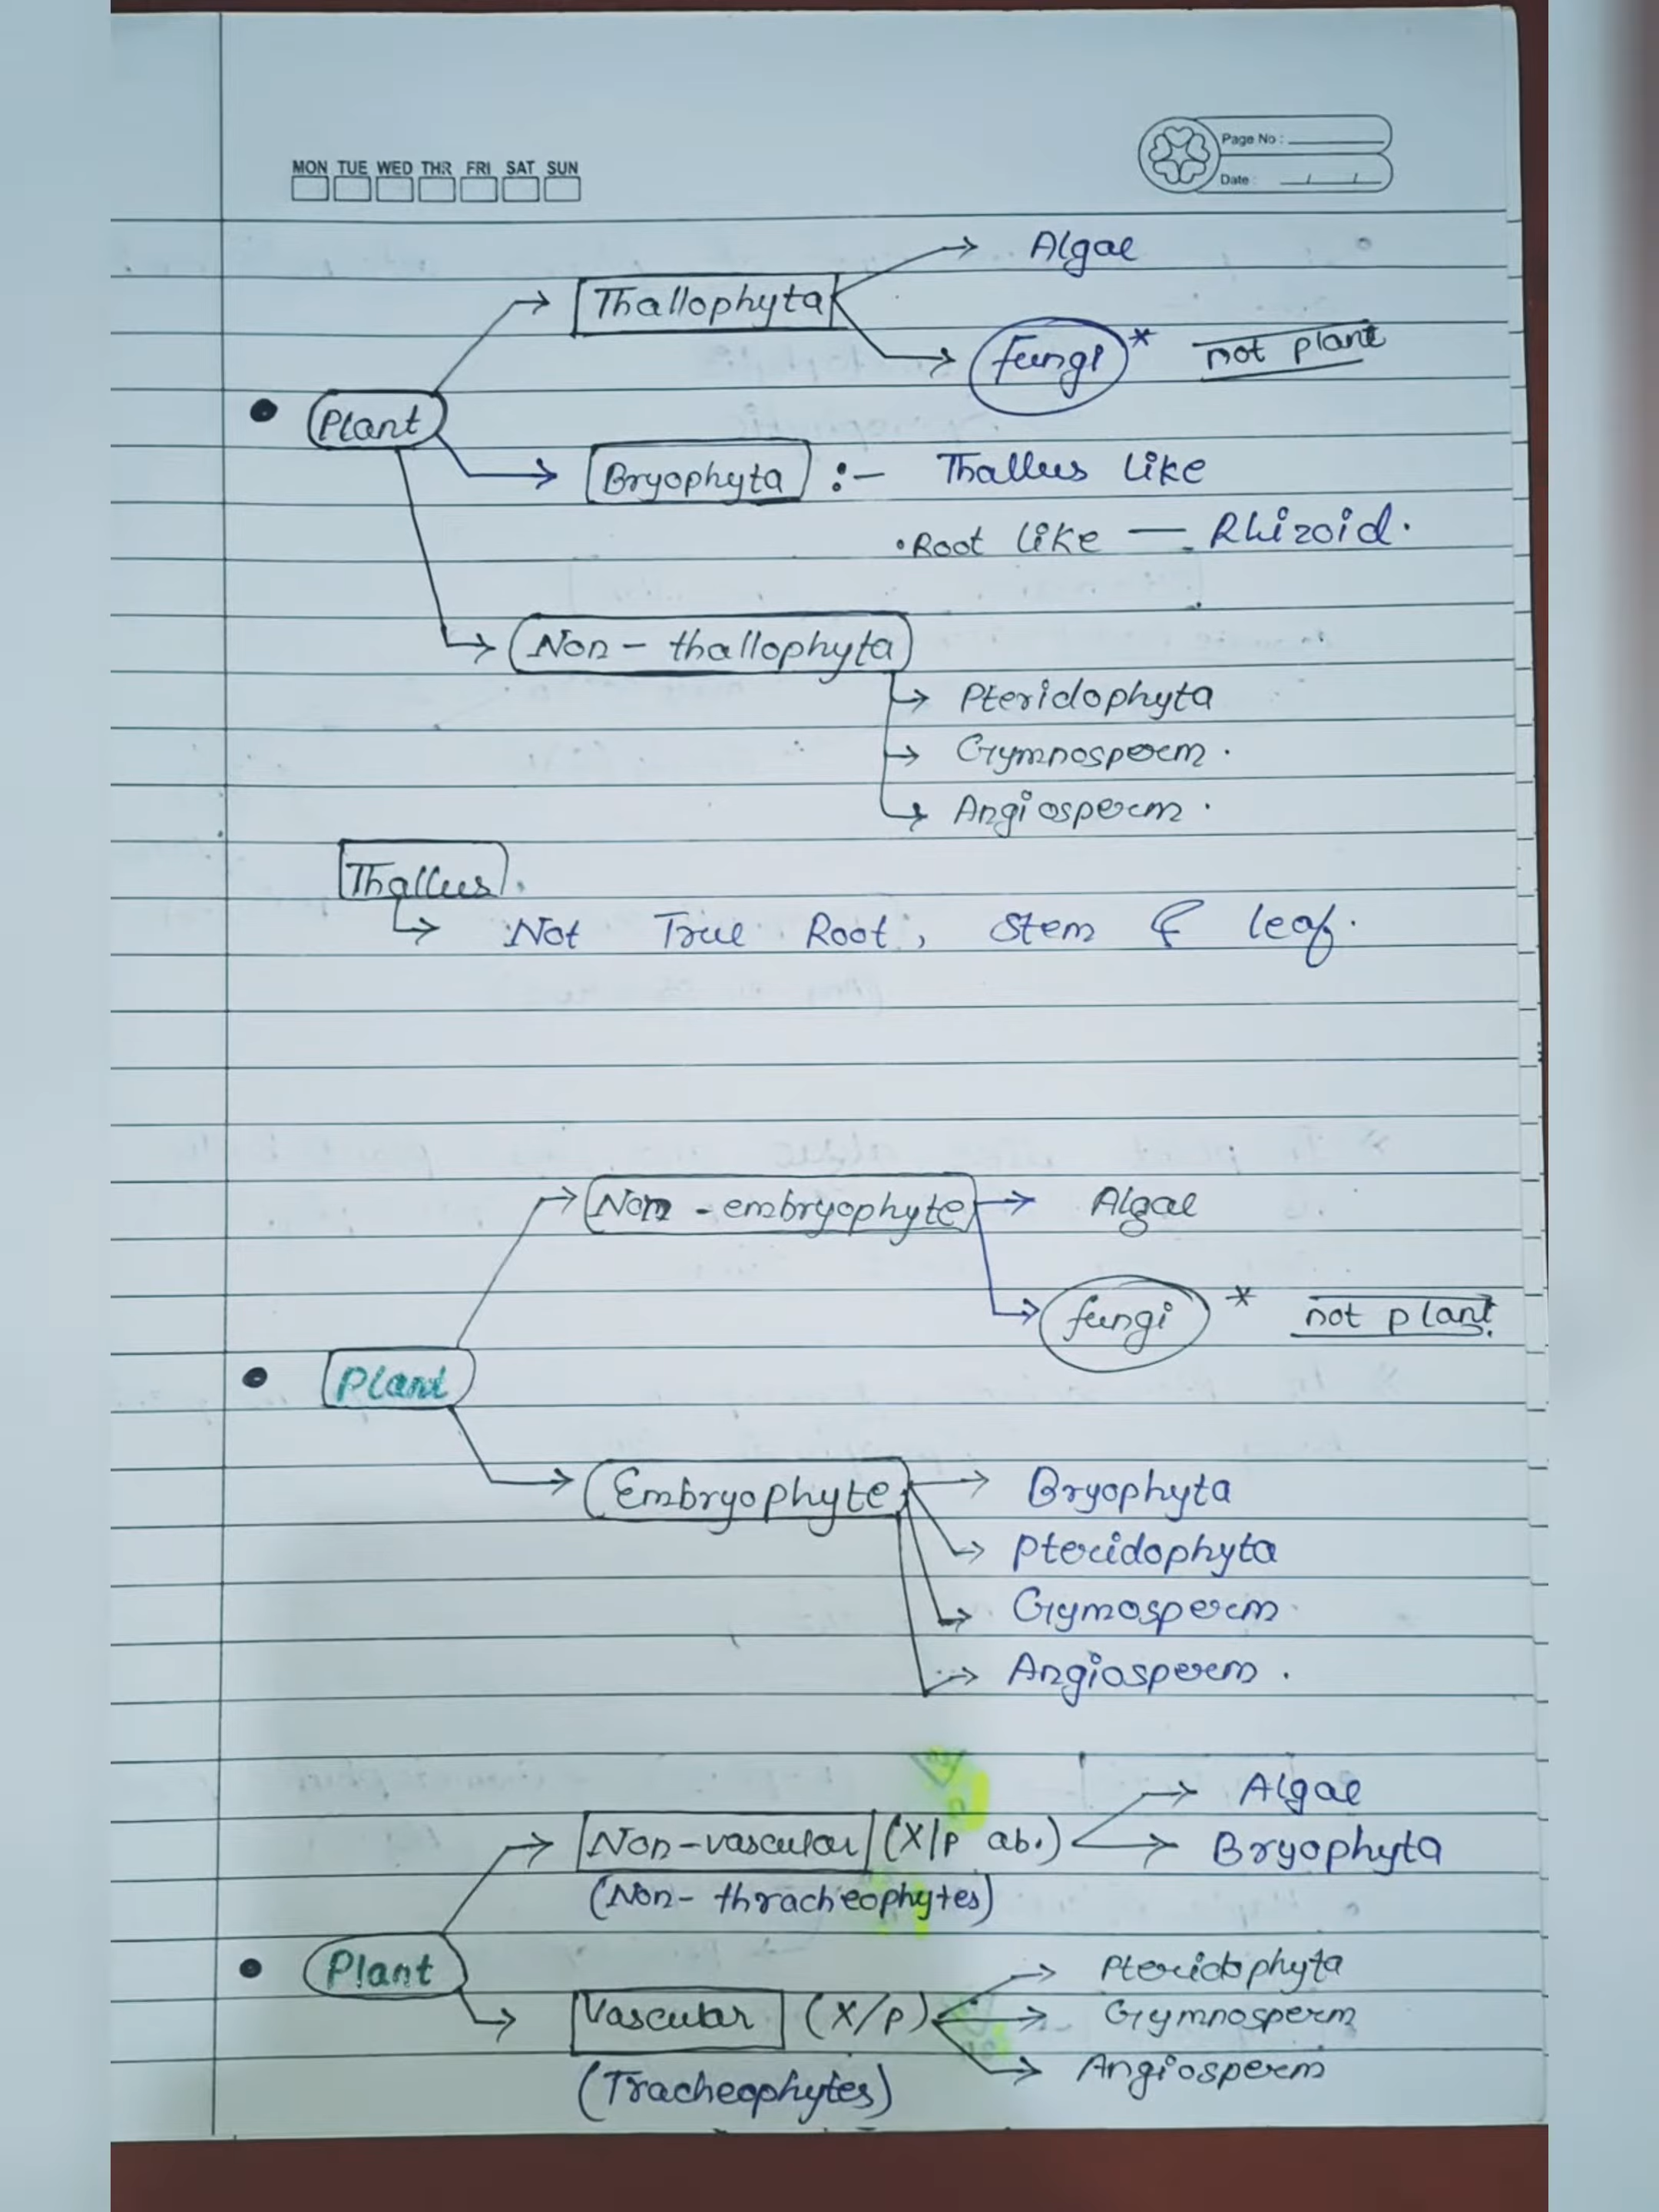 MON TUE WED THR FRI SAT SUN
Page No :
Date :
Algae
Thallophyta
fungi * not plant
Plant
Bryophyta :- Thallus like
• Root like — Rhizoid.
Non - thallophyta
Pteridophyta
Gymnosperm .
Angiosperm .
Thallus.
Not True Root, Stem & leaf.
Non - embryophyte
Algae
fungi * not plant.
Plant
Embryophyte
Bryophyta
Pteridophyta
Gymosperm
Angiosperm .
Algae
Non-vascular (X/P ab.)
Bryophyta
(Non- thracheophytes)
Plant
Pteridophyta
Vascular (X/P)
Gymnosperm
Angiosperm
(Tracheophytes)